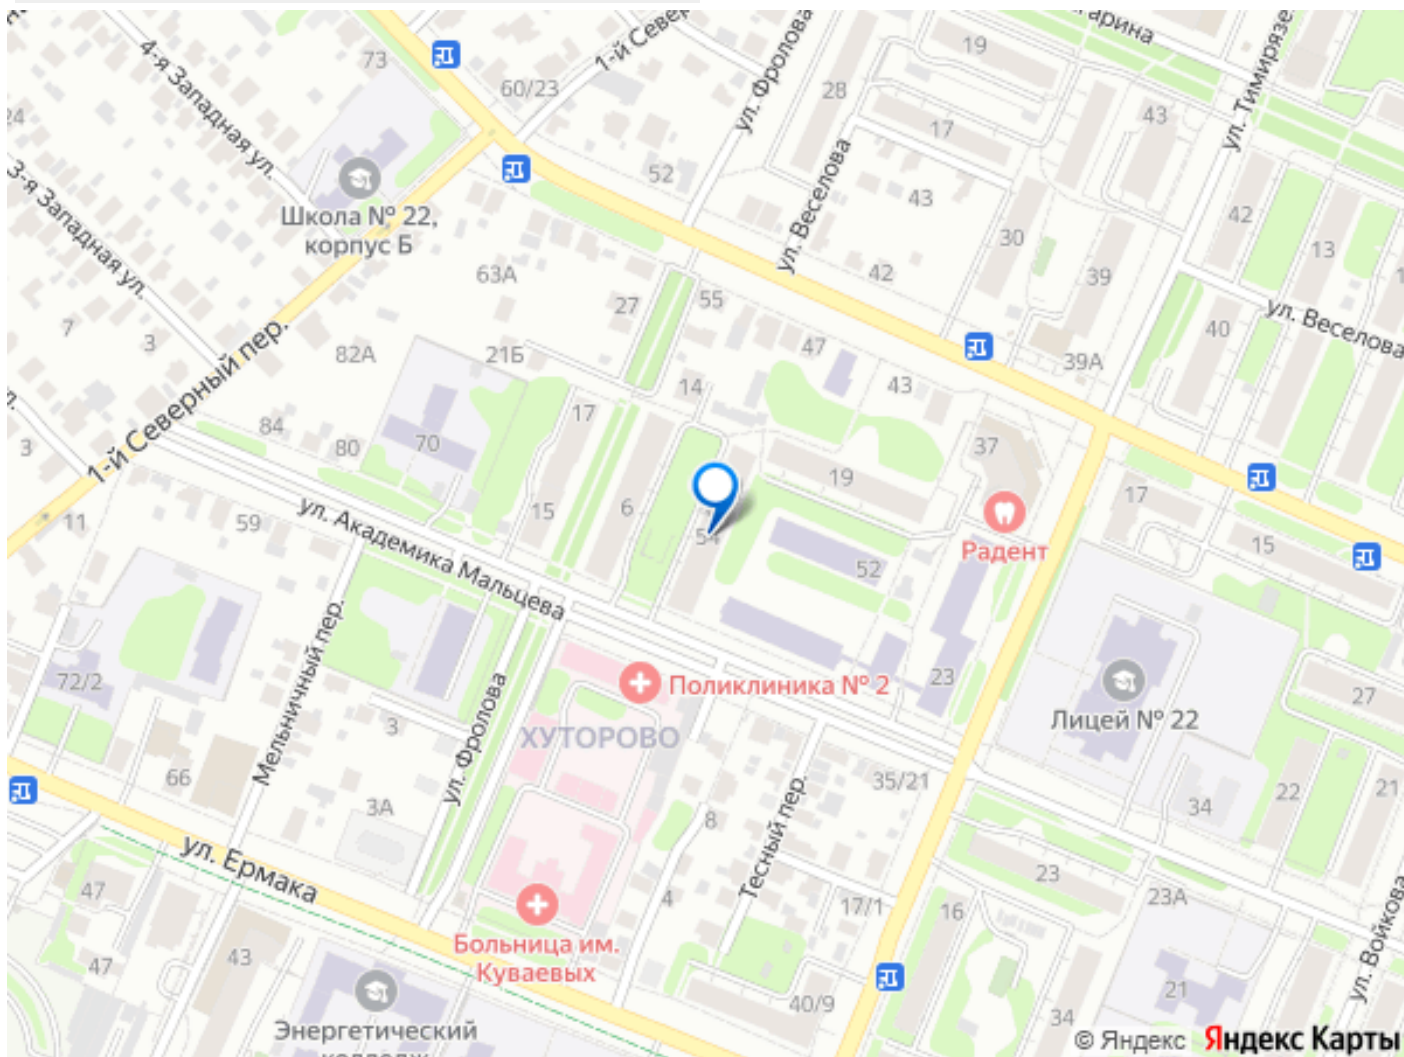 73
4-я Западная ул.
60/23
1-й Севе
ул. Фролова
19
28
17
43
ул. Тимирязе
24
3-я Западная ул.
Школа № 22,
корпус Б
52
ул. Веселова
43
42
30
39
42
13
ул. Веселова
40
7
3
63А
27
55
82А
21Б
14
47
43
39А
1-й Северный пер.
3
84
80
70
17
37
19
17
15
11
59
ул. Академика Мальцева
15
6
54
52
Радент
Мельничный пер.
72/2
66
3
3А
ул. Фролова
Поликлиника № 2
ХУТОРОВО
23
Лицей № 22
27
35/21
34
22
21
Тесный пер.
8
4
17/1
ул. Ермака
47
47
43
Больница им.
Куваевых
16
23
23А
ул. Войкова
21
34
40/9
Энергетический
колледж
© Яндекс Яндекс Карты